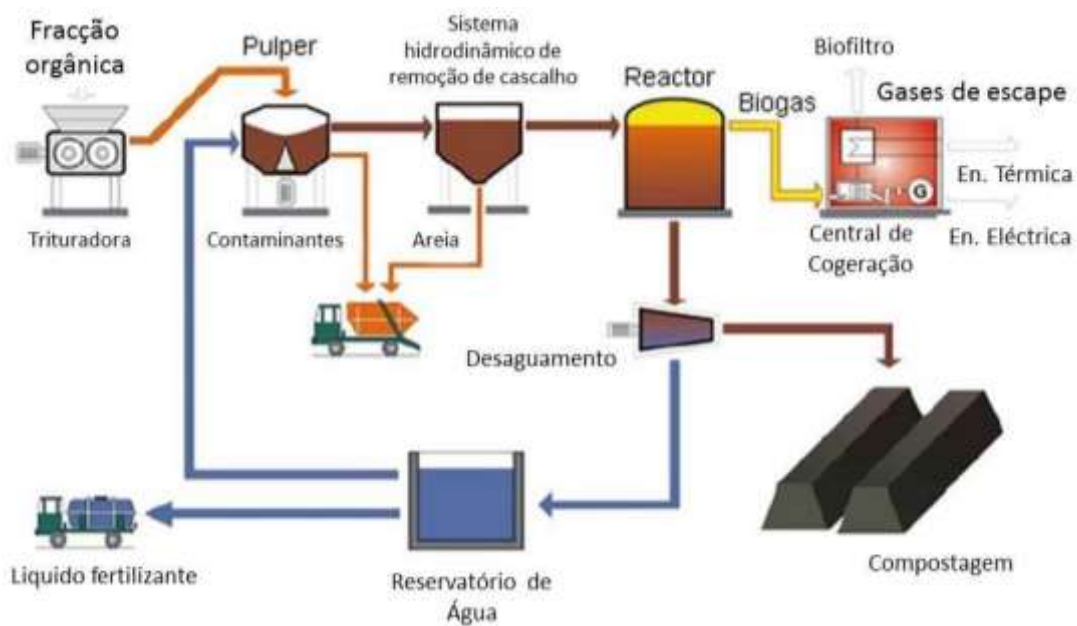 Fracção
orgânica
Pulper
Sistema
hidrodinâmico de
remoção de cascalho
Reactor
Biogas
Biofiltro
Gases de escape
En. Térmica
En. Eléctrica
G
Trituradora
Contaminantes
Areia
Central de
Cogeração
Desaguamento
Compostagem
Liquido fertilizante
Reservatório de
Água